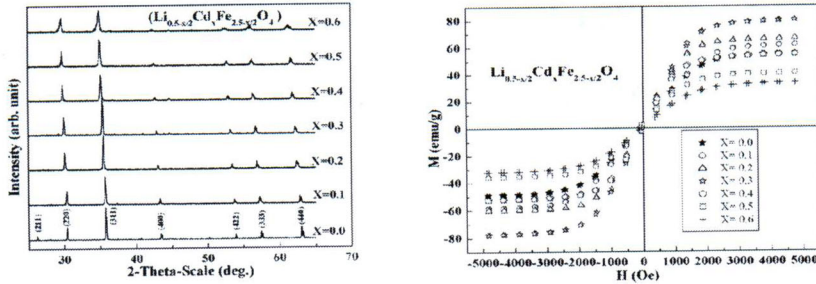 (Li0.5-x/2CdxFe2.5-x/2O4)
X=0.6
X=0.5
X=0.4
X=0.3
X=0.2
X=0.1
X=0.0
(211)
(220)
(311)
(400)
(422)
(333)
(440)
Intensity (arb. unit)
30 40 50 60 70
2-Theta-Scale (deg.)
80
60
40
20
0
-20
-40
-60
-80
M (emu/g)
Li0.5-x/2CdxFe2.5-x/2O4
X= 0.0
X= 0.1
X= 0.2
X= 0.3
X= 0.4
X= 0.5
X= 0.6
-5000-4000-3000-2000-1000 0 1000 2000 3000 4000 5000
H (Oe)